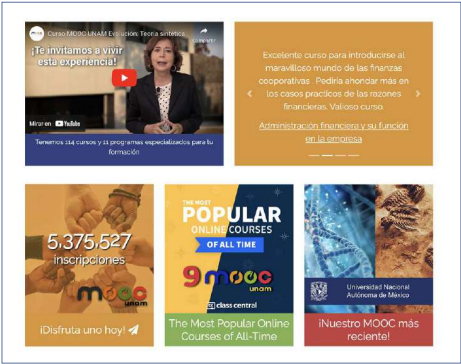 mooc
Curso MOOC UNAM Evolución: Teoría sintética
¡Te invitamos a vivir
esta experiencia!
Compartir
Mirar en YouTube
Tenemos 114 cursos y 11 programas especializados para tu
formación
Excelente curso para introducirse al
maravilloso mundo de las finanzas
cooporativas . Pediría ahondar más en
los casos practicos de las razones
financieras. Valioso curso.
Administración financiera y su función
en la empresa
5,375,527
inscripciones
mooc
unam
¡Disfruta uno hoy!
THE MOST
POPULAR
ONLINE COURSES
OF ALL TIME
9 mooc
unam
class central
The Most Popular Online
Courses of All-Time
Universidad Nacional
Autónoma de México
¡Nuestro MOOC más
reciente!